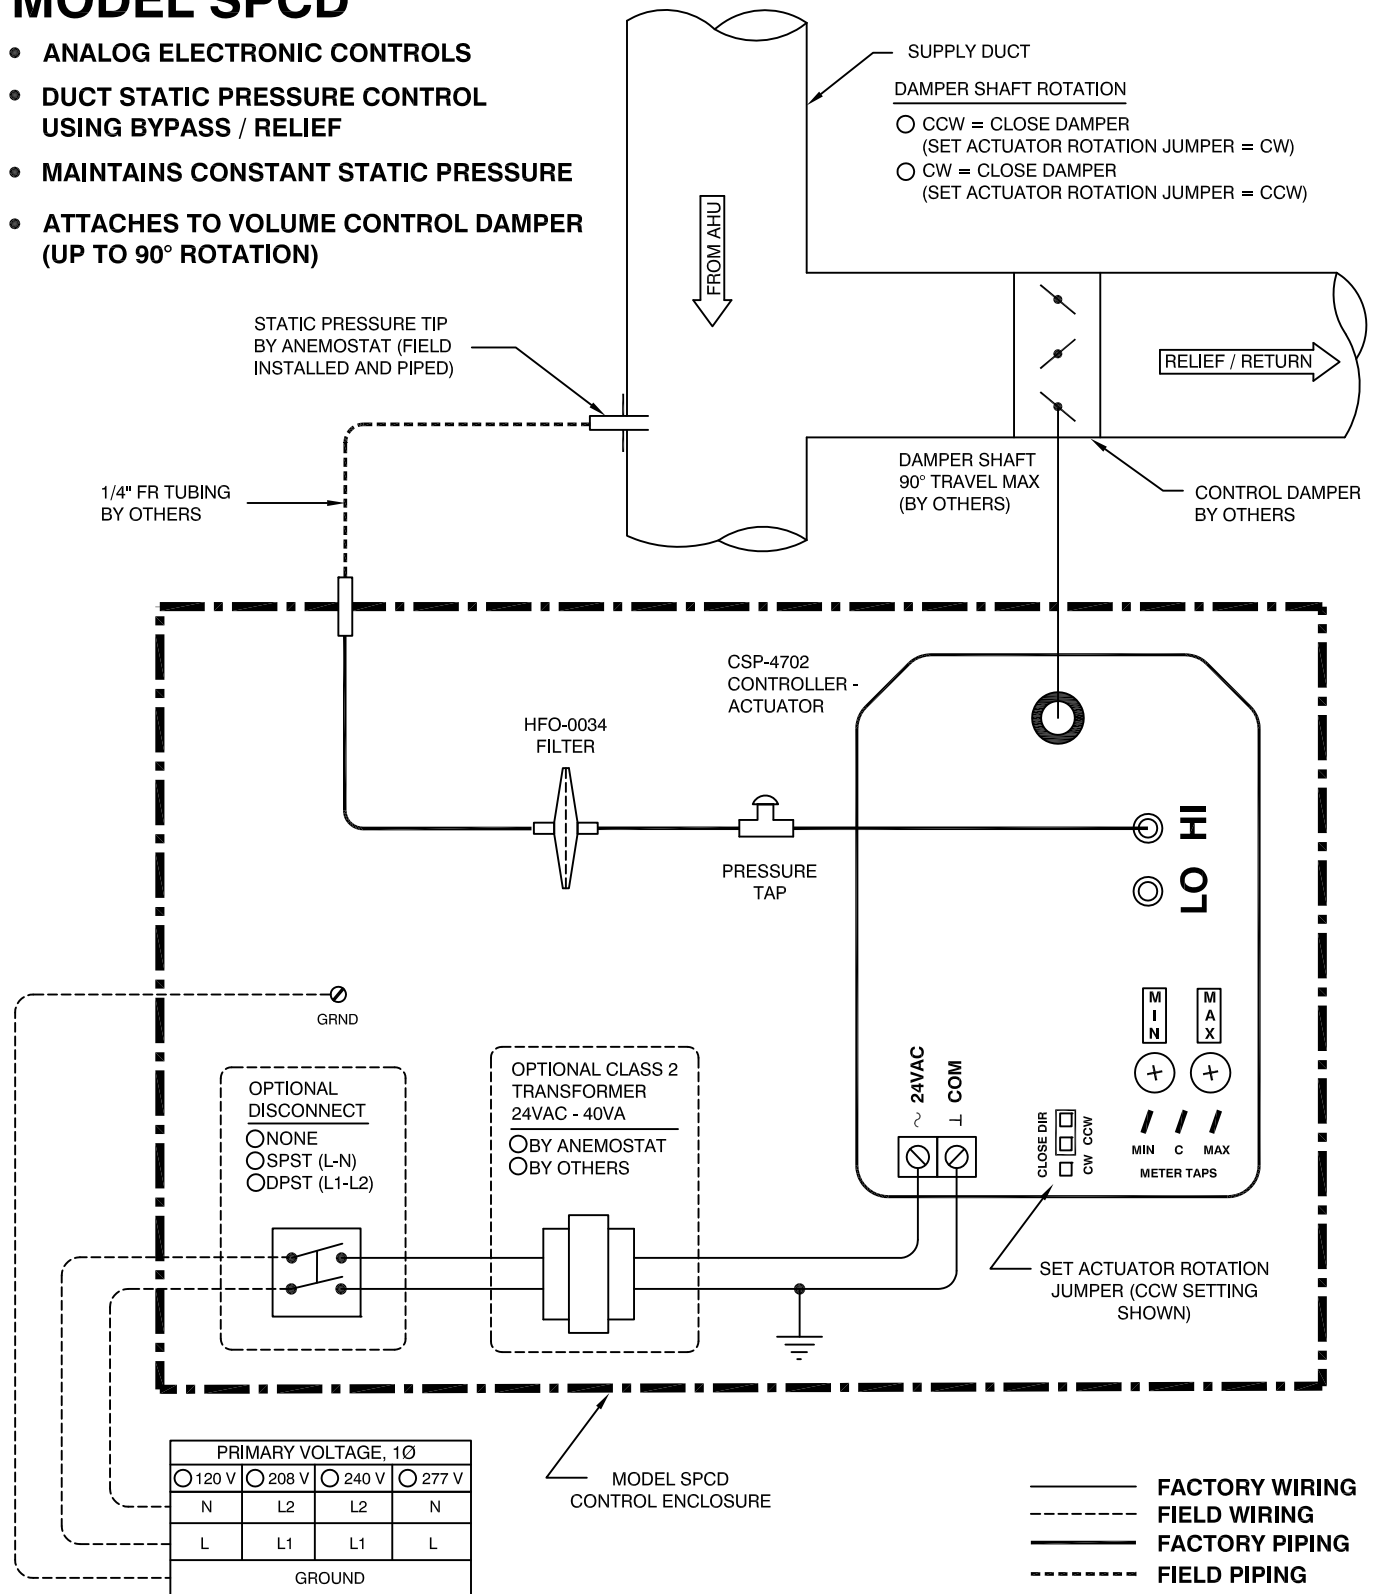 MODEL SPCD
• ANALOG ELECTRONIC CONTROLS
• DUCT STATIC PRESSURE CONTROL
USING BYPASS / RELIEF
• MAINTAINS CONSTANT STATIC PRESSURE
• ATTACHES TO VOLUME CONTROL DAMPER
(UP TO 90° ROTATION)
SUPPLY DUCT
DAMPER SHAFT ROTATION
CCW = CLOSE DAMPER
(SET ACTUATOR ROTATION JUMPER = CW)
CW = CLOSE DAMPER
(SET ACTUATOR ROTATION JUMPER = CCW)
FROM AHU
STATIC PRESSURE TIP
BY ANEMOSTAT (FIELD
INSTALLED AND PIPED)
RELIEF / RETURN
1/4" FR TUBING
BY OTHERS
DAMPER SHAFT
90° TRAVEL MAX
(BY OTHERS)
CONTROL DAMPER
BY OTHERS
CSP-4702
CONTROLLER -
ACTUATOR
HFO-0034
FILTER
PRESSURE
TAP
HI
LO
GRND
MIN
MAX
OPTIONAL
DISCONNECT
NONE
SPST (L-N)
DPST (L1-L2)
OPTIONAL CLASS 2
TRANSFORMER
24VAC - 40VA
BY ANEMOSTAT
BY OTHERS
~ 24VAC
⊥ COM
CLOSE DIR
CW CCW
MIN C MAX
METER TAPS
SET ACTUATOR ROTATION
JUMPER (CCW SETTING
SHOWN)
PRIMARY VOLTAGE, 1Ø
120 V 208 V 240 V 277 V
N L2 L2 N
L L1 L1 L
GROUND
MODEL SPCD
CONTROL ENCLOSURE
FACTORY WIRING
FIELD WIRING
FACTORY PIPING
FIELD PIPING